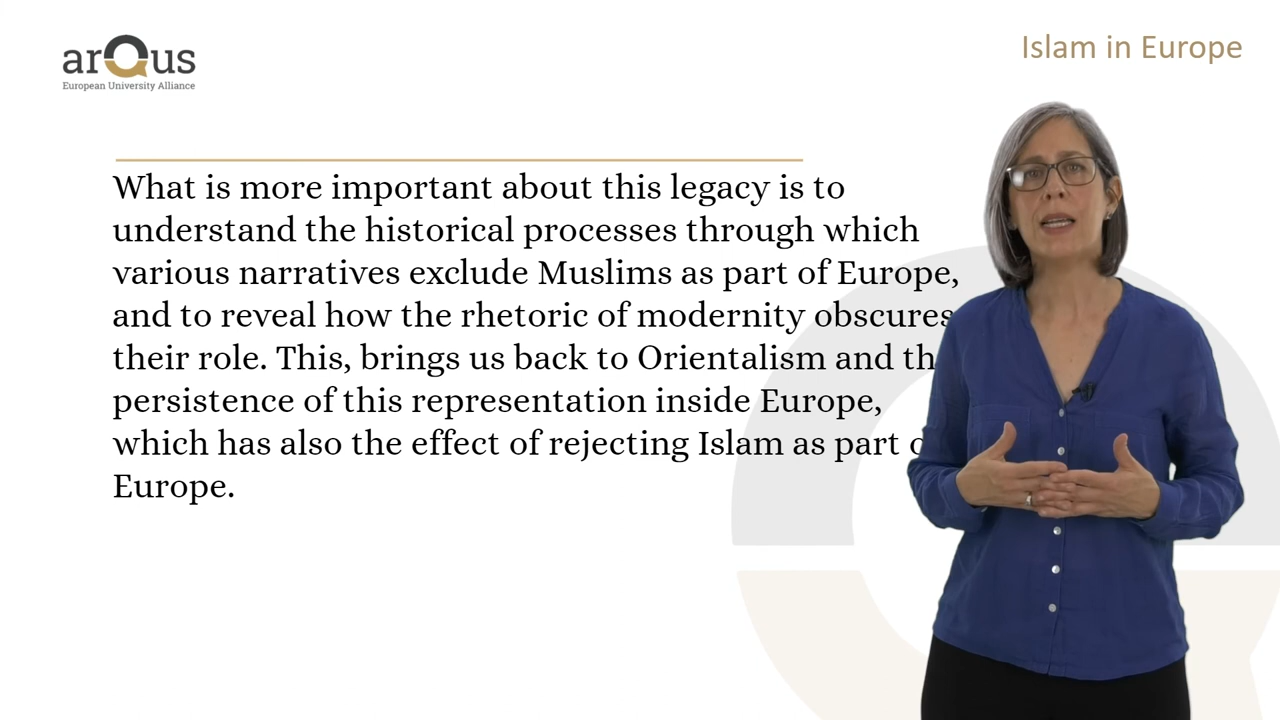 arQus
European University Alliance
Islam in Europe
What is more important about this legacy is to
understand the historical processes through which
various narratives exclude Muslims as part of Europe,
and to reveal how the rhetoric of modernity obscures
their role. This, brings us back to Orientalism and
persistence of this representation inside Europe,
which has also the effect of rejecting Islam as part
Europe.